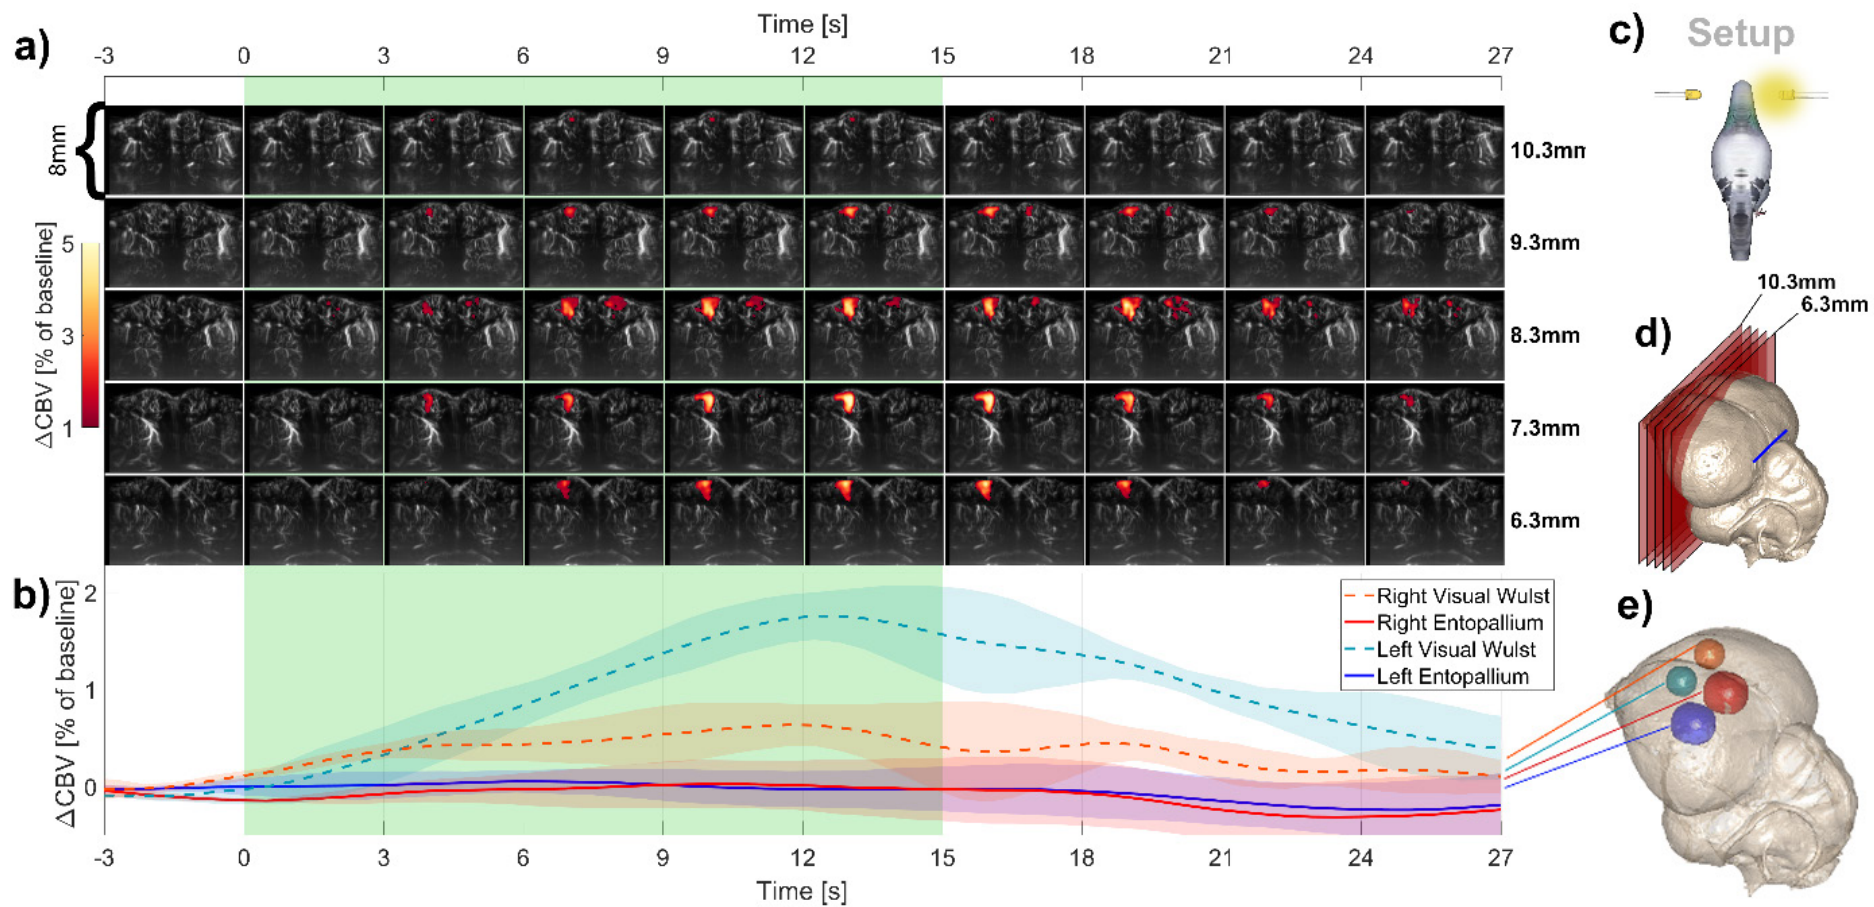 a)
Time [s]
-3 0 3 6 9 12 15 18 21 24 27
8mm
10.3mm
9.3mm
8.3mm
7.3mm
6.3mm
ΔCBV [% of baseline]
5
3
1
b)
ΔCBV [% of baseline]
2
1
0
Right Visual Wulst
Right Entopallium
Left Visual Wulst
Left Entopallium
-3 0 3 6 9 12 15 18 21 24 27
Time [s]
c) Setup
d)
10.3mm
6.3mm
e)